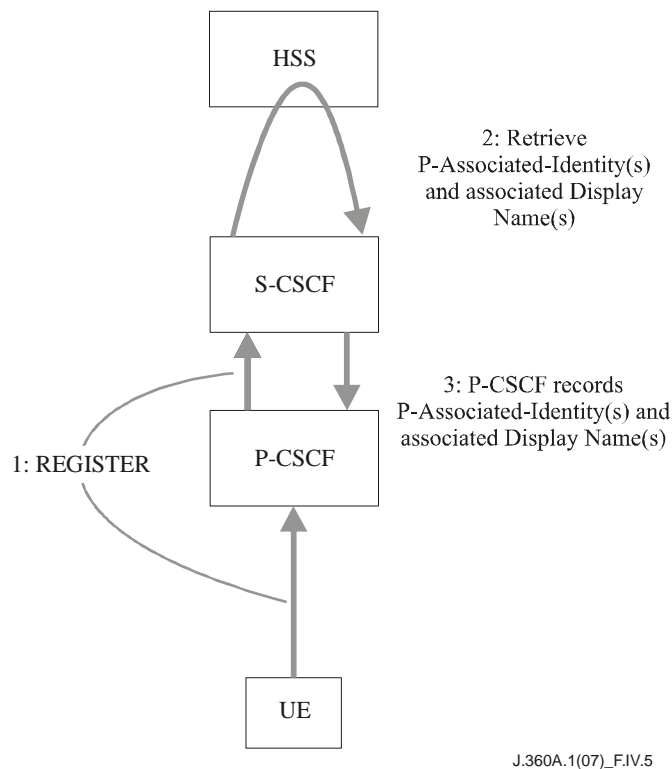 HSS
2: Retrieve
P-Associated-Identity(s)
and associated Display
Name(s)
S-CSCF
3: P-CSCF records
P-Associated-Identity(s) and
associated Display Name(s)
1: REGISTER
P-CSCF
UE
J.360A.1(07)_F.IV.5